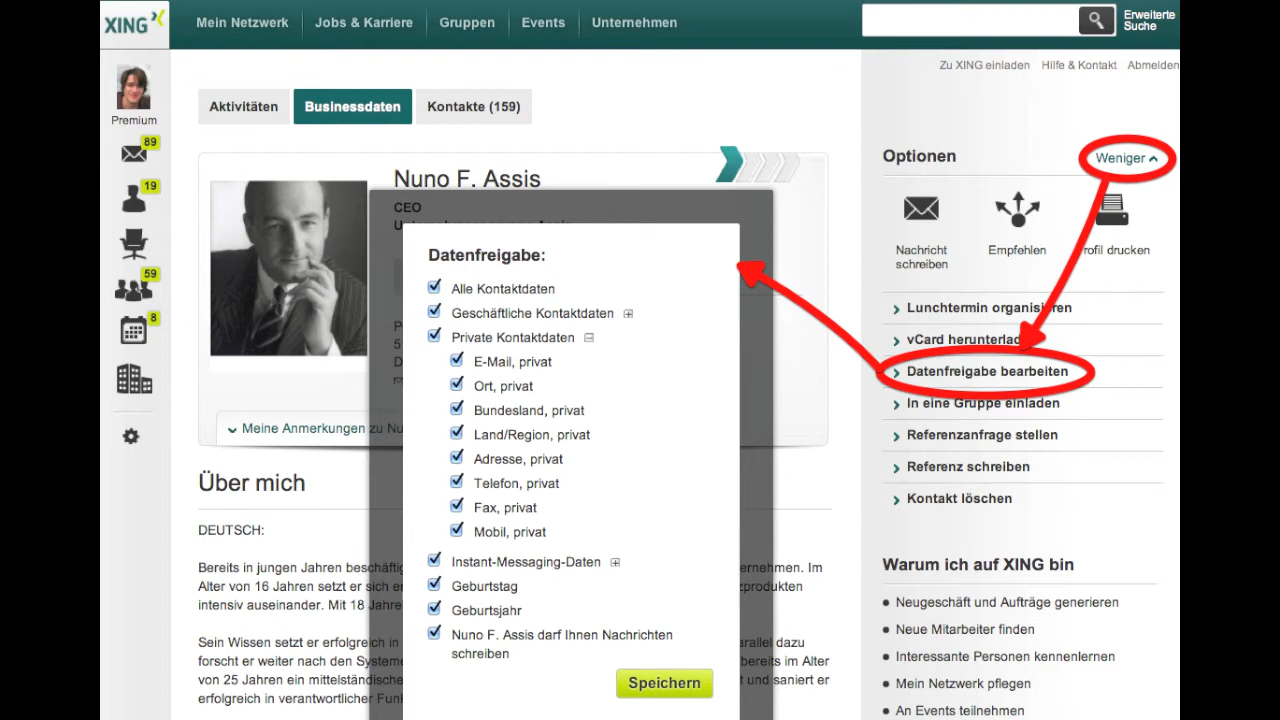 XING
Mein Netzwerk
Jobs & Karriere
Gruppen
Events
Unternehmen
Erweiterte
Suche
Zu XING einladen
Hilfe & Kontakt
Abmelden
Premium
89
19
59
8
Aktivitäten
Businessdaten
Kontakte (159)
Nuno F. Assis
CEO
Datenfreigabe:
Alle Kontaktdaten
Geschäftliche Kontaktdaten
Private Kontaktdaten
E-Mail, privat
Ort, privat
Bundesland, privat
Land/Region, privat
Adresse, privat
Telefon, privat
Fax, privat
Mobil, privat
Instant-Messaging-Daten
Geburtstag
Geburtsjahr
Nuno F. Assis darf Ihnen Nachrichten
schreiben
Speichern
Meine Anmerkungen zu Nu
Über mich
DEUTSCH:
Bereits in jungen Jahren beschäftig ernehmen. Im
Alter von 16 Jahren setzt er sich er zprodukten
intensiv auseinander. Mit 18 Jahre
Sein Wissen setzt er erfolgreich in arallel dazu
forscht er weiter nach den Systeme bereits im Alter
von 25 Jahren ein mittelständische t und saniert er
erfolgreich in verantwortlicher Funk
Optionen
Weniger
Nachricht
schreiben
Empfehlen
rofil drucken
Lunchtermin organisieren
vCard herunterlad
Datenfreigabe bearbeiten
In eine Gruppe einladen
Referenzanfrage stellen
Referenz schreiben
Kontakt löschen
Warum ich auf XING bin
Neugeschäft und Aufträge generieren
Neue Mitarbeiter finden
Interessante Personen kennenlernen
Mein Netzwerk pflegen
An Events teilnehmen